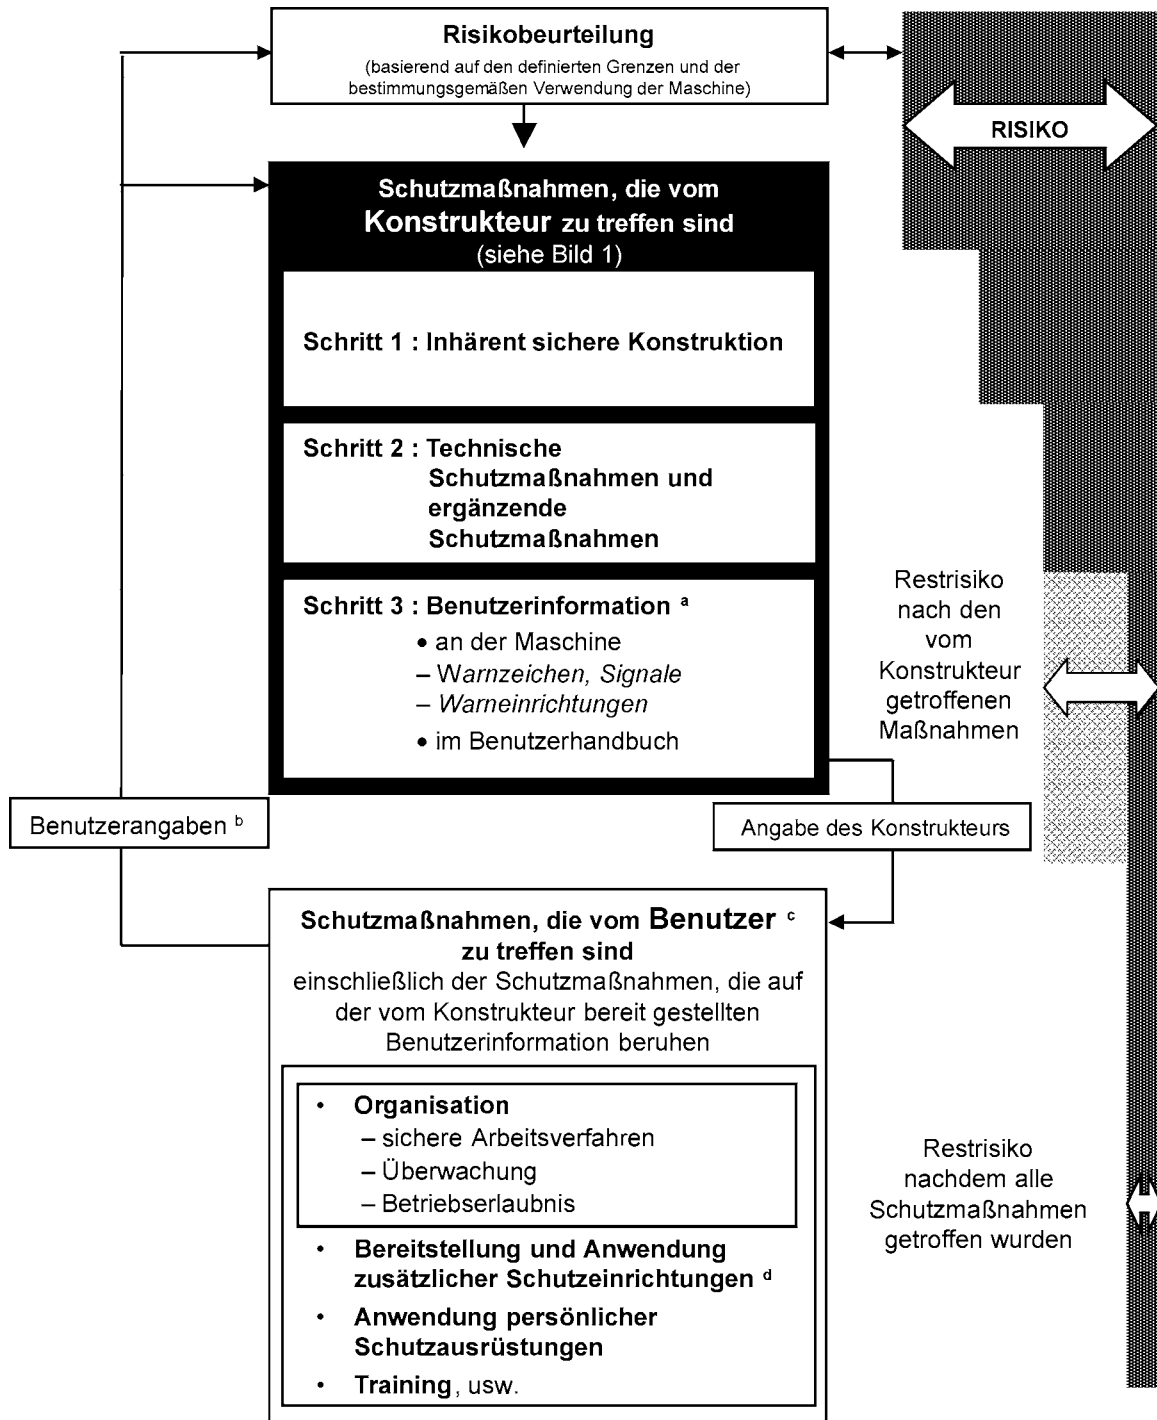 Risikobeurteilung
(basierend auf den definierten Grenzen und der
bestimmungsgemäßen Verwendung der Maschine)
RISIKO
Schutzmaßnahmen, die vom
Konstrukteur zu treffen sind
(siehe Bild 1)
Schritt 1 : Inhärent sichere Konstruktion
Schritt 2 : Technische
Schutzmaßnahmen und
ergänzende
Schutzmaßnahmen
Schritt 3 : Benutzerinformation a
• an der Maschine
– Warnzeichen, Signale
– Warneinrichtungen
• im Benutzerhandbuch
Restrisiko
nach den
vom
Konstrukteur
getroffenen
Maßnahmen
Benutzerangaben b
Angabe des Konstrukteurs
Schutzmaßnahmen, die vom Benutzer c
zu treffen sind
einschließlich der Schutzmaßnahmen, die auf
der vom Konstrukteur bereit gestellten
Benutzerinformation beruhen
• Organisation
– sichere Arbeitsverfahren
– Überwachung
– Betriebserlaubnis
• Bereitstellung und Anwendung
zusätzlicher Schutzeinrichtungen d
• Anwendung persönlicher
Schutzausrüstungen
• Training, usw.
Restrisiko
nachdem alle
Schutzmaßnahmen
getroffen wurden